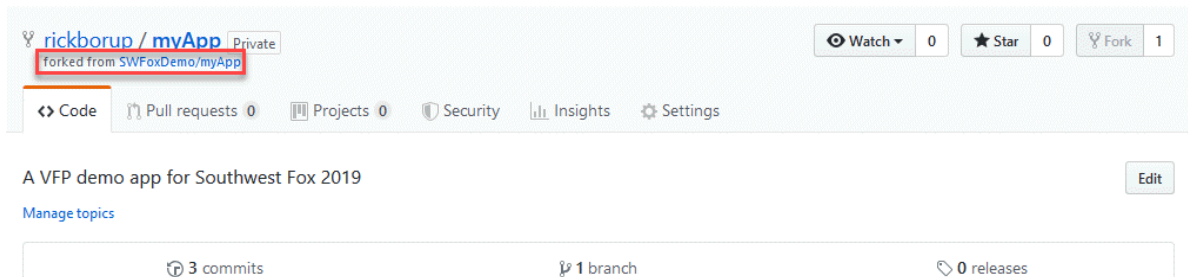 rickborup / myApp Private
forked from SWFoxDemo/myApp
Watch 0 Star 0 Fork 1
Code Pull requests 0 Projects 0 Security Insights Settings
A VFP demo app for Southwest Fox 2019
Edit
Manage topics
3 commits 1 branch 0 releases